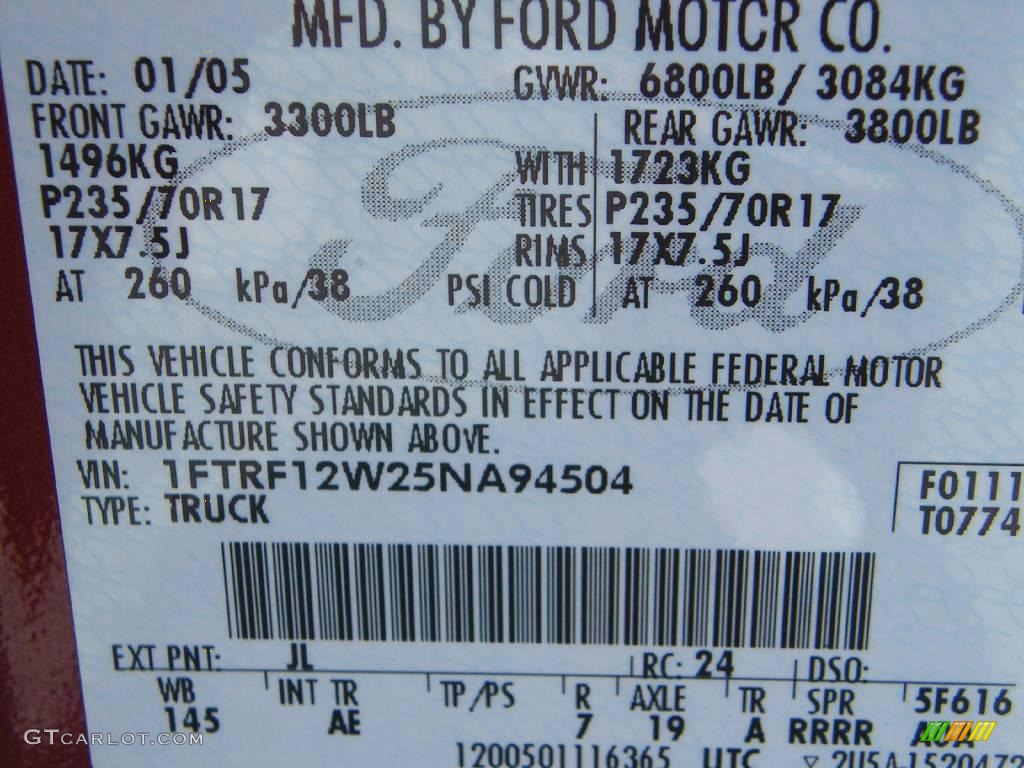 MFD. BY FORD MOTOR CO.
DATE: 01/05 GVWR: 6800LB/ 3084KG
FRONT GAWR: 3300LB REAR GAWR: 3800LB
1496KG WITH 1723KG
P235/70R17 TIRES P235/70R17
17X7.5J RIMS 17X7.5J
AT 260 kPa/38 PSI COLD AT 260 kPa/38
Ford
THIS VEHICLE CONFORMS TO ALL APPLICABLE FEDERAL MOTOR
VEHICLE SAFETY STANDARDS IN EFFECT ON THE DATE OF
MANUFACTURE SHOWN ABOVE.
VIN: 1FTRF12W25NA94504
TYPE: TRUCK
F0111
T0774
EXT PNT: JL RC: 24 DSO:
WB INT TR TP/PS R AXLE TR SPR 5F616
145 AE 7 19 A RRRR
GTCARLOT.COM
1200501116365 UTC